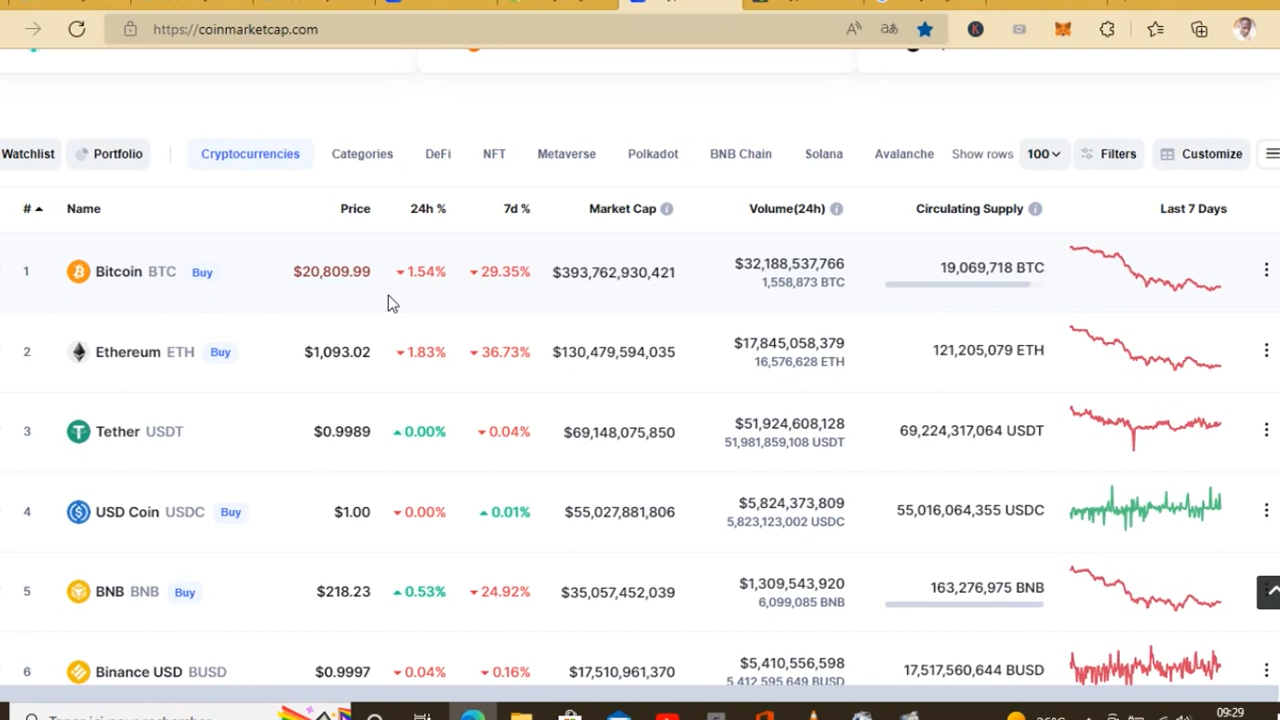 https://coinmarketcap.com
Watchlist Portfolio Cryptocurrencies Categories DeFi NFT Metaverse Polkadot BNB Chain Solana Avalanche Show rows 100 Filters Customize
# Name Price 24h % 7d % Market Cap Volume(24h) Circulating Supply Last 7 Days
1 Bitcoin BTC Buy $20,809.99 1.54% 29.35% $393,762,930,421 $32,188,537,766 19,069,718 BTC
1,558,873 BTC
2 Ethereum ETH Buy $1,093.02 1.83% 36.73% $130,479,594,035 $17,845,058,379 121,205,079 ETH
16,576,628 ETH
3 Tether USDT $0.9989 0.00% 0.04% $69,148,075,850 $51,924,608,128 69,224,317,064 USDT
51,981,859,108 USDT
4 USD Coin USDC Buy $1.00 0.00% 0.01% $55,027,881,806 $5,824,373,809 55,016,064,355 USDC
5,823,123,002 USDC
5 BNB BNB Buy $218.23 0.53% 24.92% $35,057,452,039 $1,309,543,920 163,276,975 BNB
6,099,085 BNB
6 Binance USD BUSD $0.9997 0.04% 0.16% $17,510,961,370 $5,410,556,598 17,517,560,644 BUSD
5,412,595,649 BUSD
09:29